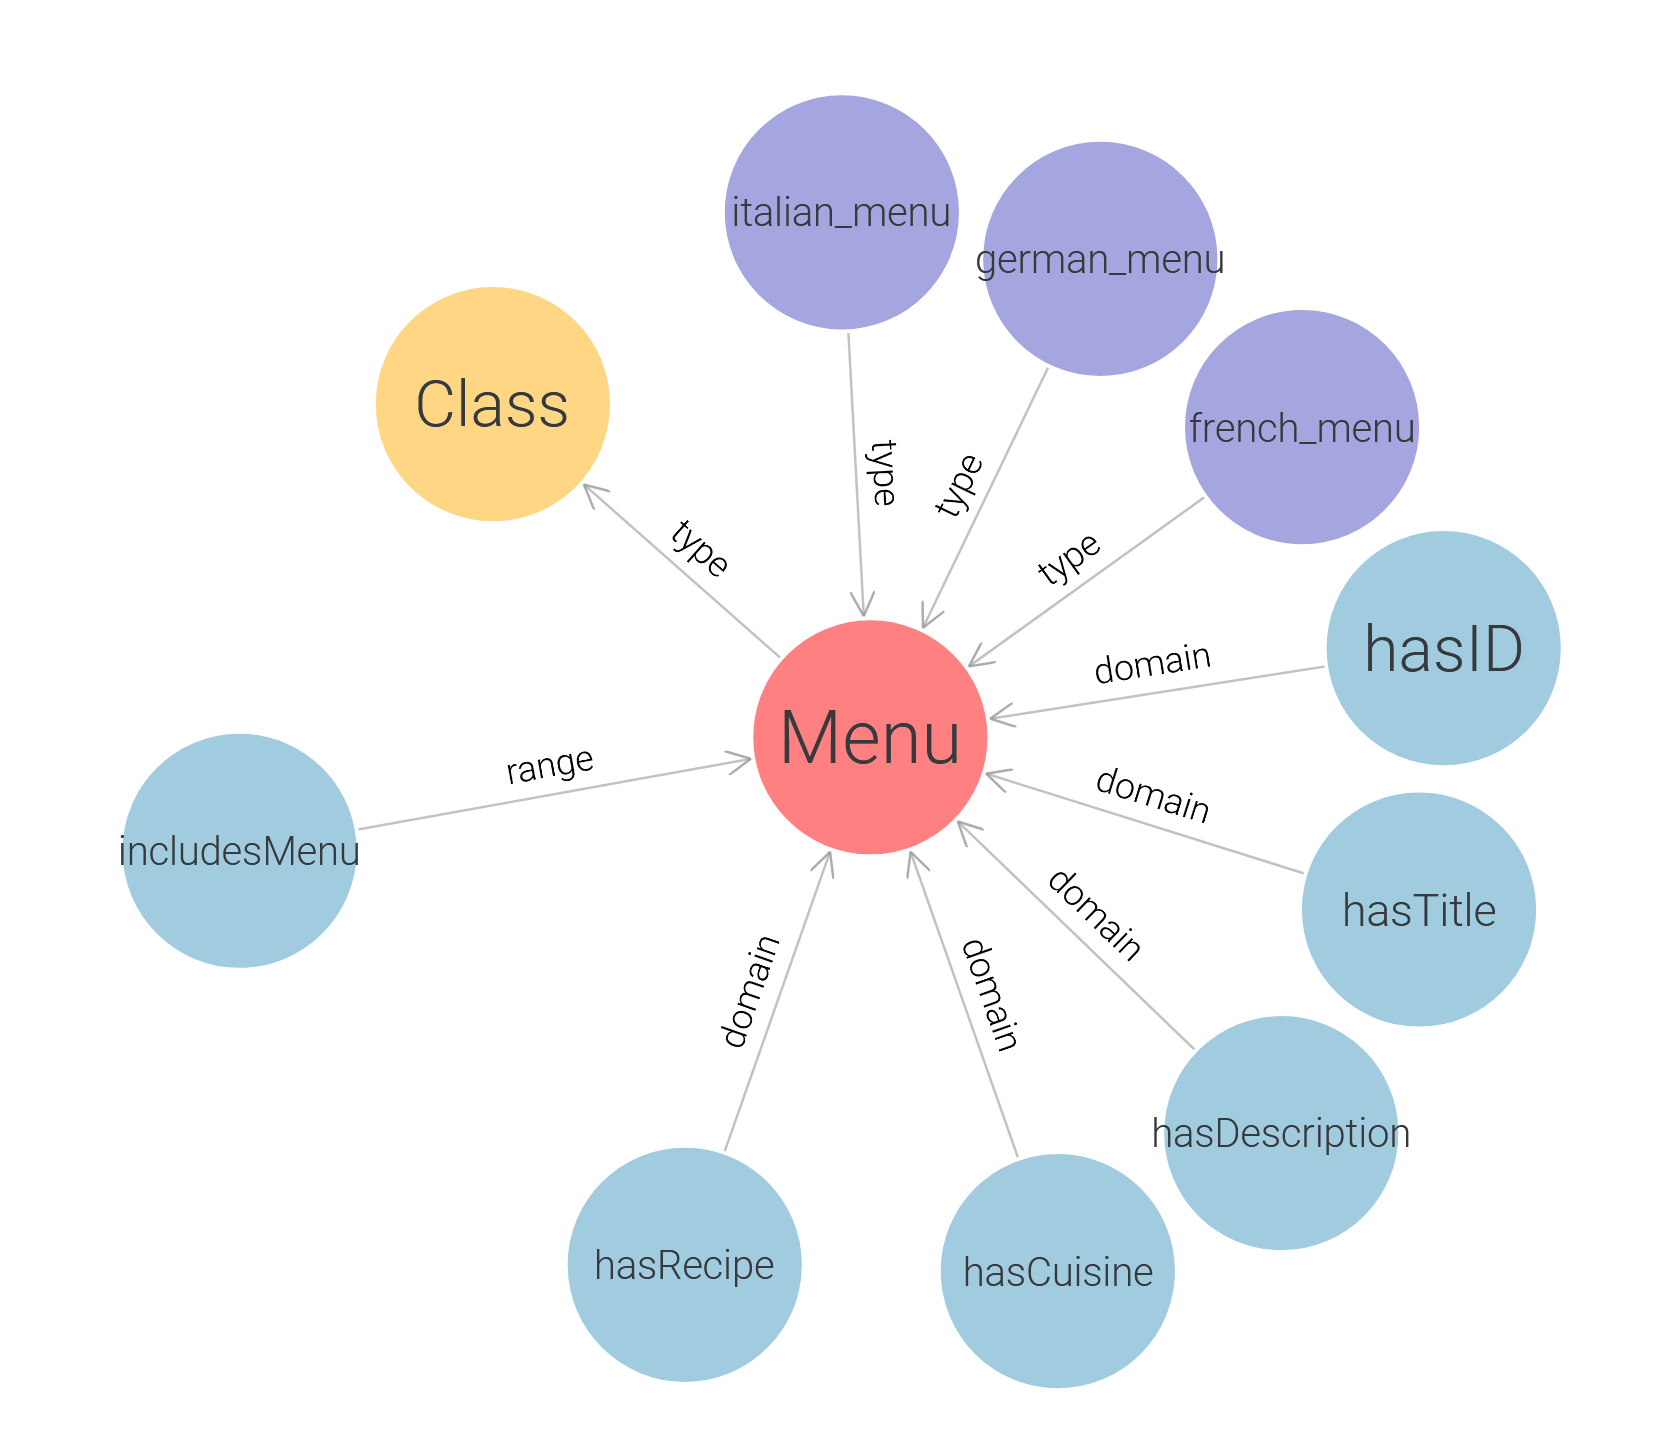 italian_menu
german_menu
Class
french_menu
type
type
type
type
hasID
domain
Menu
range
domain
includesMenu
hasTitle
domain
domain
domain
hasDescription
hasRecipe
hasCuisine